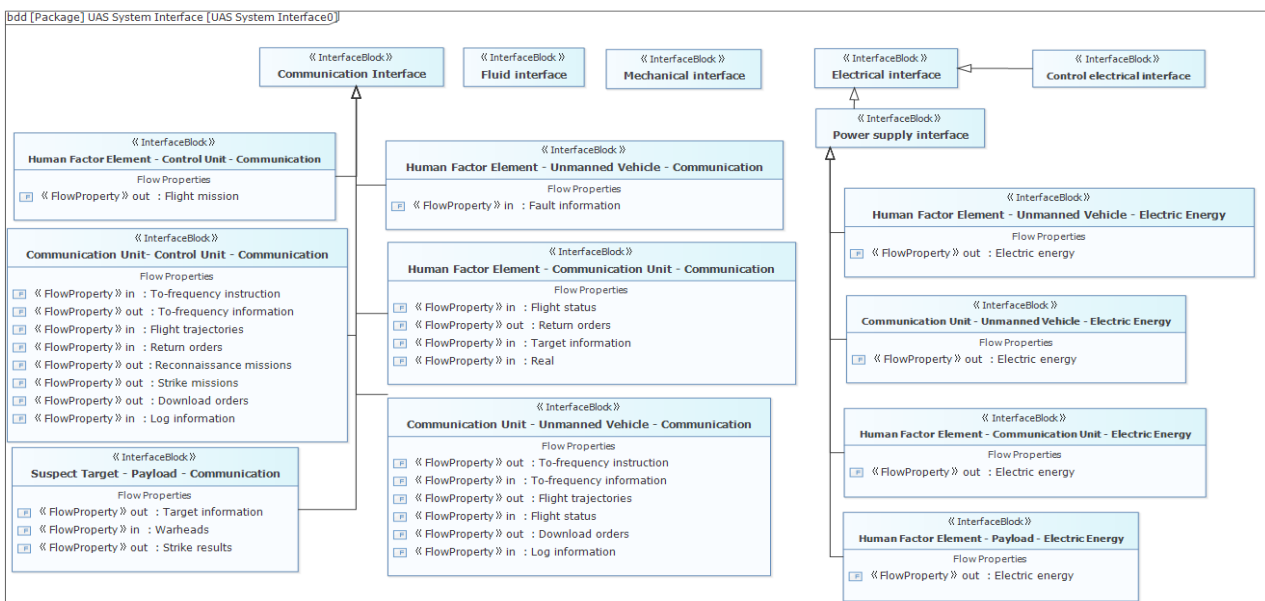 bdd [Package] UAS System Interface [UAS System Interface0]
«InterfaceBlock»
Communication Interface
«InterfaceBlock»
Fluid interface
«InterfaceBlock»
Mechanical interface
«InterfaceBlock»
Electrical interface
«InterfaceBlock»
Control electrical interface
«InterfaceBlock»
Power supply interface
«InterfaceBlock»
Human Factor Element - Control Unit - Communication
Flow Properties
F «FlowProperty» out : Flight mission
«InterfaceBlock»
Communication Unit- Control Unit - Communication
Flow Properties
F «FlowProperty» in : To-frequency instruction
F «FlowProperty» out : To-frequency information
F «FlowProperty» in : Flight trajectories
F «FlowProperty» in : Return orders
F «FlowProperty» out : Reconnaissance missions
F «FlowProperty» out : Strike missions
F «FlowProperty» out : Download orders
F «FlowProperty» in : Log information
«InterfaceBlock»
Suspect Target - Payload - Communication
Flow Properties
F «FlowProperty» out : Target information
F «FlowProperty» in : Warheads
F «FlowProperty» out : Strike results
«InterfaceBlock»
Human Factor Element - Unmanned Vehicle - Communication
Flow Properties
F «FlowProperty» in : Fault information
«InterfaceBlock»
Human Factor Element - Communication Unit - Communication
Flow Properties
F «FlowProperty» in : Flight status
F «FlowProperty» out : Return orders
F «FlowProperty» in : Target information
F «FlowProperty» in : Real
«InterfaceBlock»
Communication Unit - Unmanned Vehicle - Communication
Flow Properties
F «FlowProperty» out : To-frequency instruction
F «FlowProperty» in : To-frequency information
F «FlowProperty» out : Flight trajectories
F «FlowProperty» in : Flight status
F «FlowProperty» out : Download orders
F «FlowProperty» in : Log information
«InterfaceBlock»
Human Factor Element - Unmanned Vehicle - Electric Energy
Flow Properties
F «FlowProperty» out : Electric energy
«InterfaceBlock»
Communication Unit - Unmanned Vehicle - Electric Energy
Flow Properties
F «FlowProperty» out : Electric energy
«InterfaceBlock»
Human Factor Element - Communication Unit - Electric Energy
Flow Properties
F «FlowProperty» out : Electric energy
«InterfaceBlock»
Human Factor Element - Payload - Electric Energy
Flow Properties
F «FlowProperty» out : Electric energy